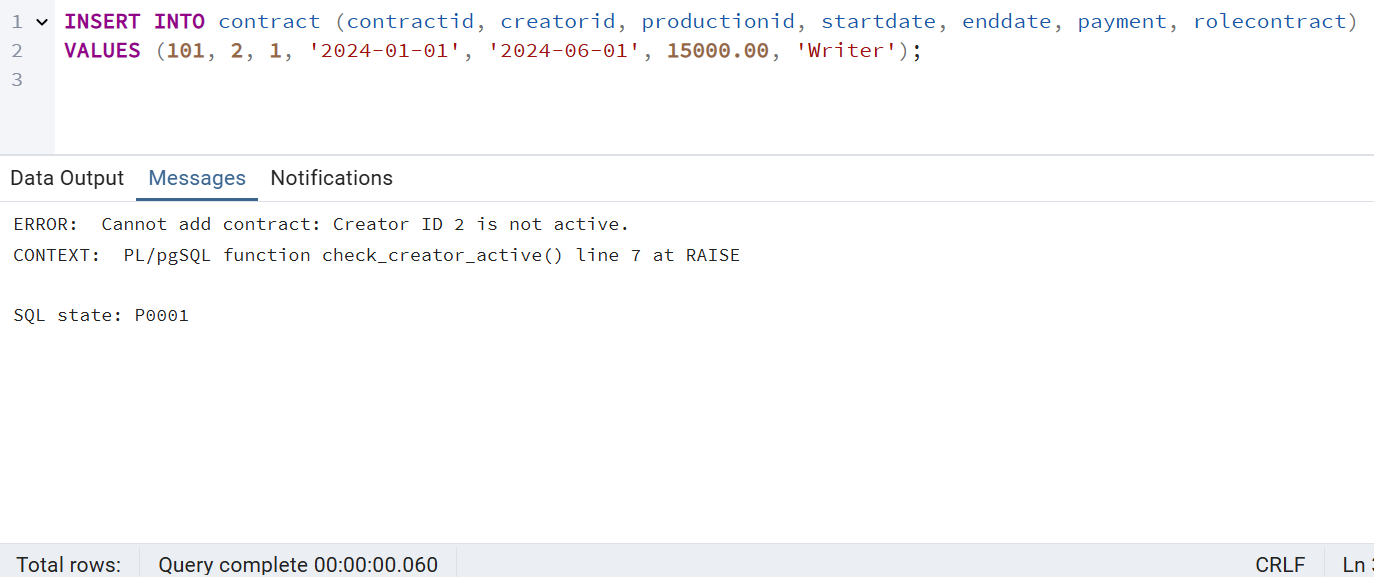 1 INSERT INTO contract (contractid, creatorid, productionid, startdate, enddate, payment, rolecontract)
2 VALUES (101, 2, 1, '2024-01-01', '2024-06-01', 15000.00, 'Writer');
3
Data Output Messages Notifications
ERROR:  Cannot add contract: Creator ID 2 is not active.
CONTEXT:  PL/pgSQL function check_creator_active() line 7 at RAISE
SQL state: P0001
Total rows: Query complete 00:00:00.060 CRLF Ln